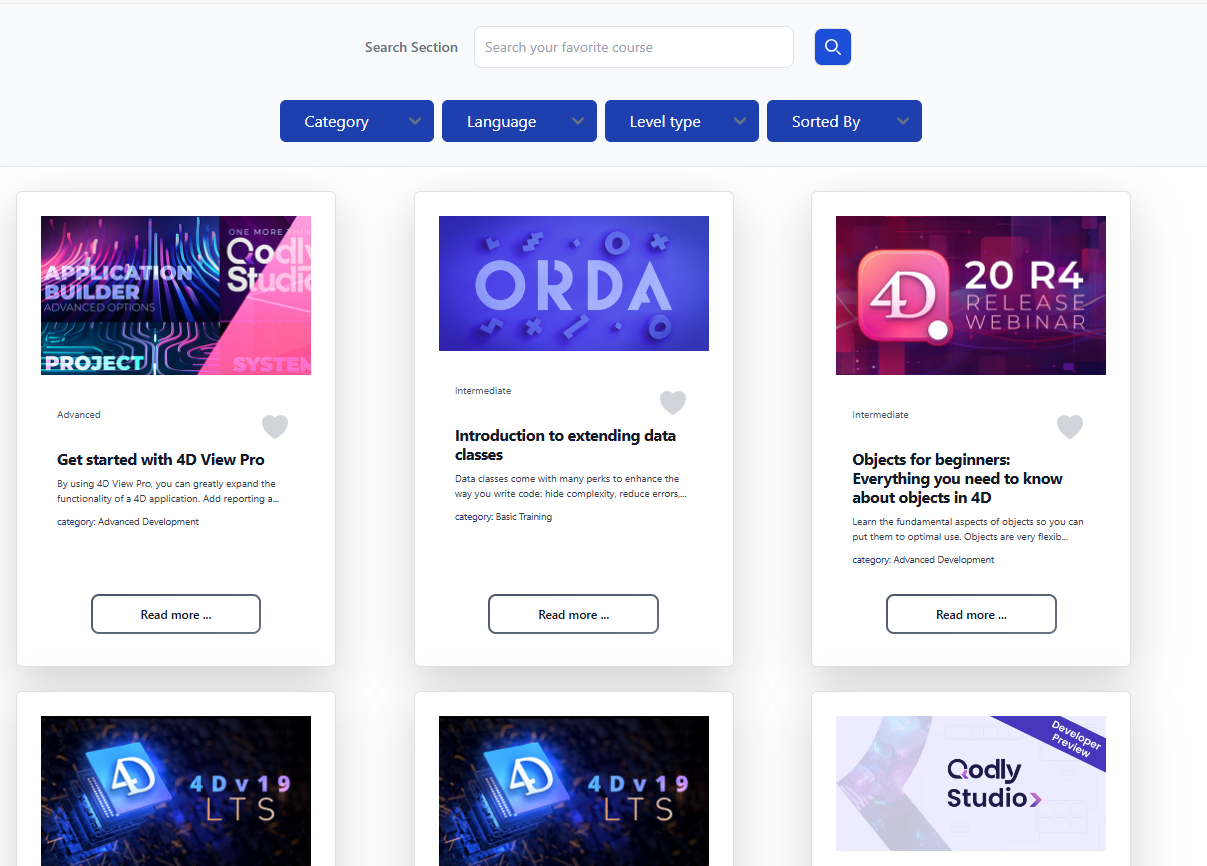 Search Section
Search your favorite course
Category
Language
Level type
Sorted By
APPLICATION
BUILDER
ADVANCED OPTIONS
ONE MORE THIN
Qodly
Studio
PROJECT
SYSTEM
Advanced
Get started with 4D View Pro
By using 4D View Pro, you can greatly expand the
functionality of a 4D application. Add reporting a...
category: Advanced Development
Read more ...
ORDA
Intermediate
Introduction to extending data
classes
Data classes come with many perks to enhance the
way you write code: hide complexity, reduce errors,...
category: Basic Training
Read more ...
4D
20 R4
RELEASE
WEBINAR
Intermediate
Objects for beginners:
Everything you need to know
about objects in 4D
Learn the fundamental aspects of objects so you can
put them to optimal use. Objects are very flexib...
category: Advanced Development
Read more ...
4D
4Dv19
LTS
4D
4Dv19
LTS
Developer
Preview
Qodly
Studio